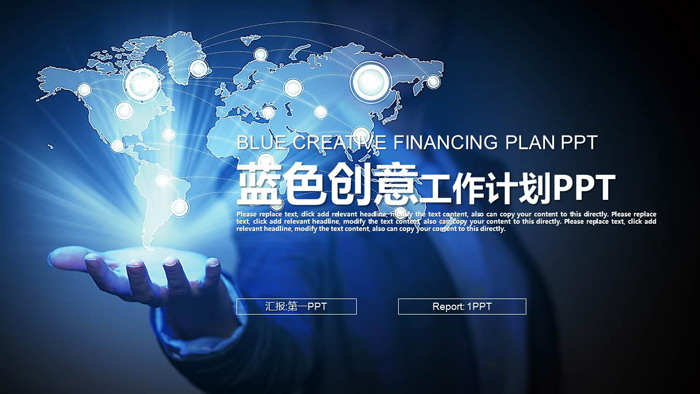 BLUE CREATIVE FINANCING PLAN PPT
蓝色创意工作计划PPT
Please replace text, click add relevant headline, modify the text content, also can copy your content to this directly. Please replace
text, click add relevant headline, modify the text content, also can copy your content to this directly. Please replace text, click add
relevant headline, modify the text content, also can copy your content to this directly.
汇报:第一PPT
Report: 1PPT